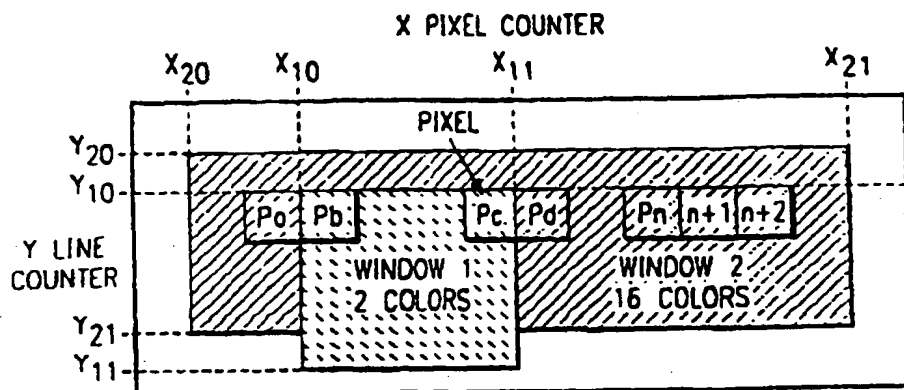 X PIXEL COUNTER
X20 X10 X11 X21
PIXEL
Y20
Y10
Pa Pb Pc Pd Pn n+1 n+2
Y LINE
COUNTER
WINDOW 1
2 COLORS
WINDOW 2
16 COLORS
Y21
Y11